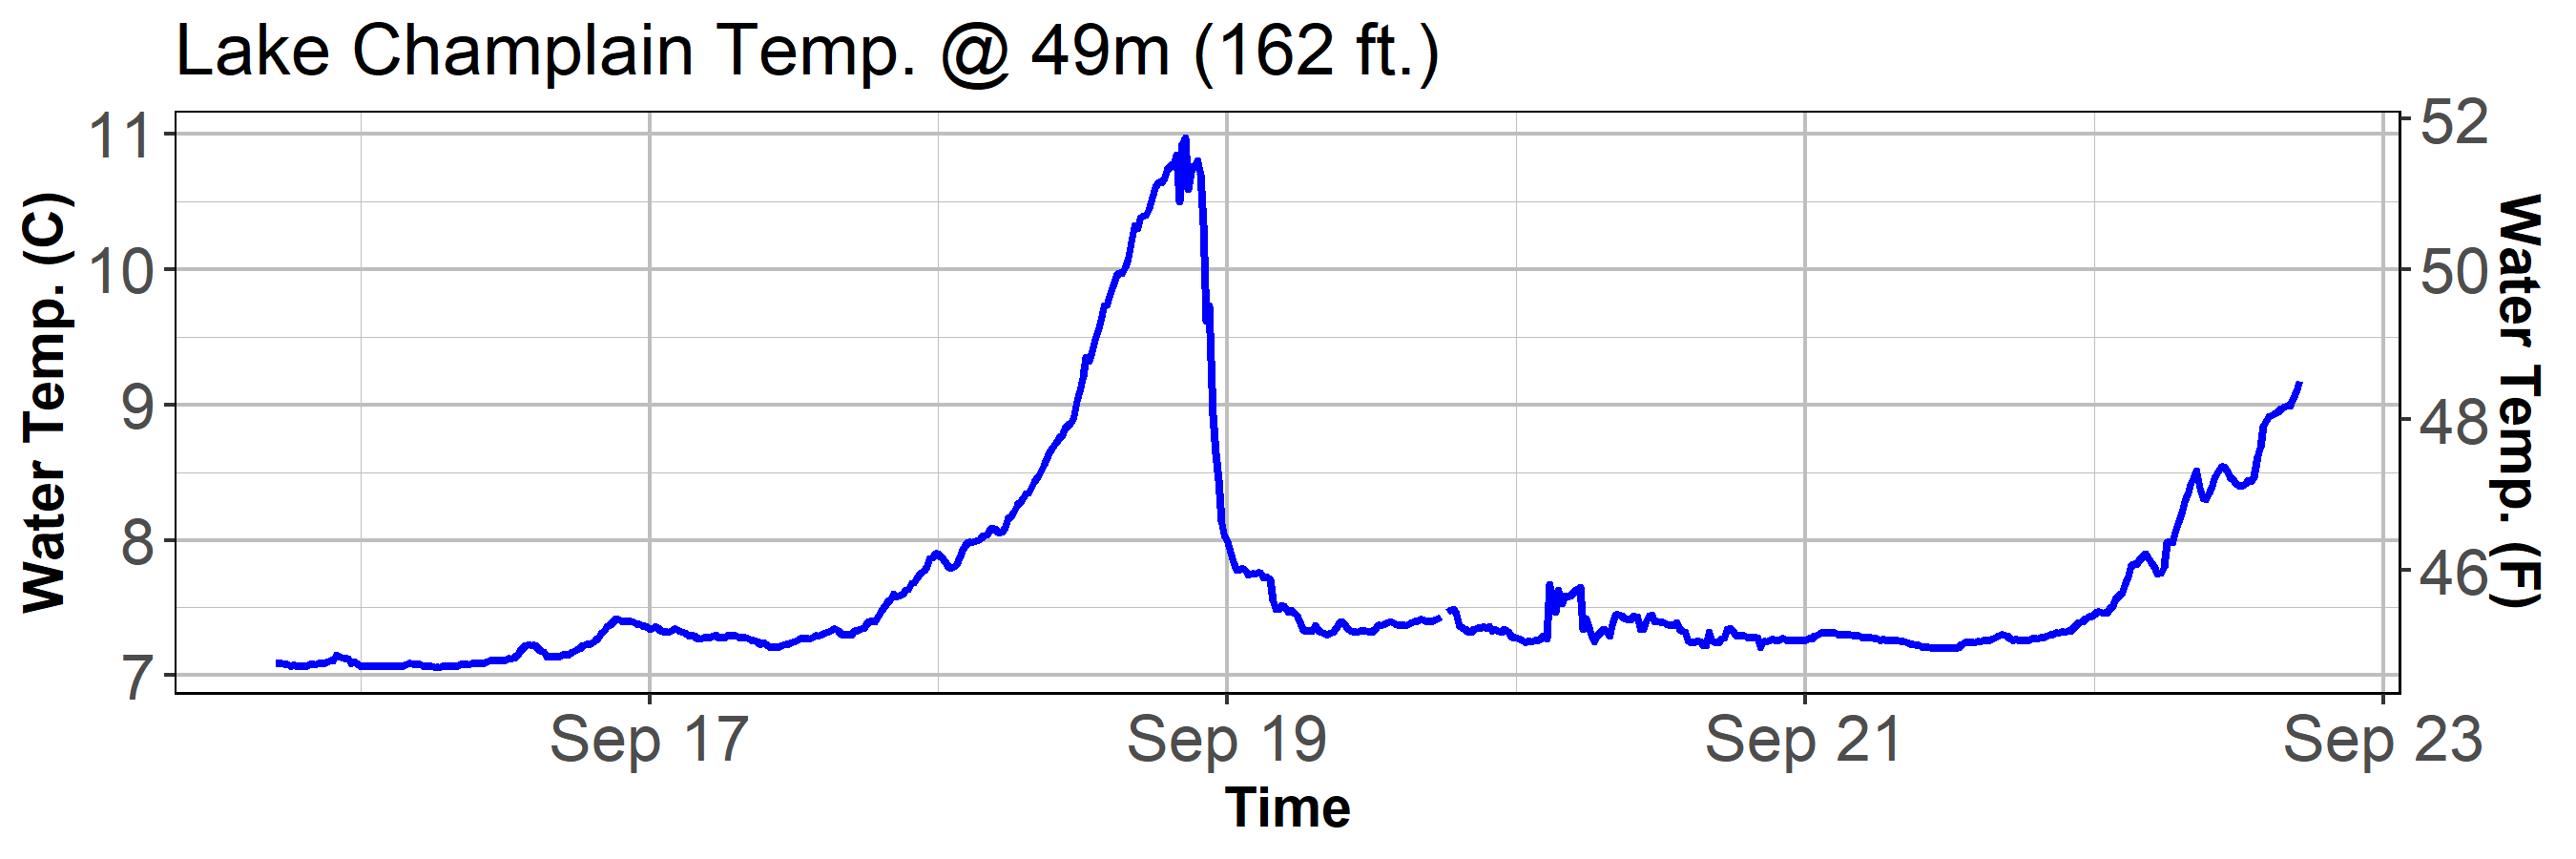 Lake Champlain Temp. @ 49m (162 ft.)
Water Temp. (C)
11
10
9
8
7
52
50
48
46
Water Temp. (F)
Sep 17
Sep 19
Sep 21
Sep 23
Time